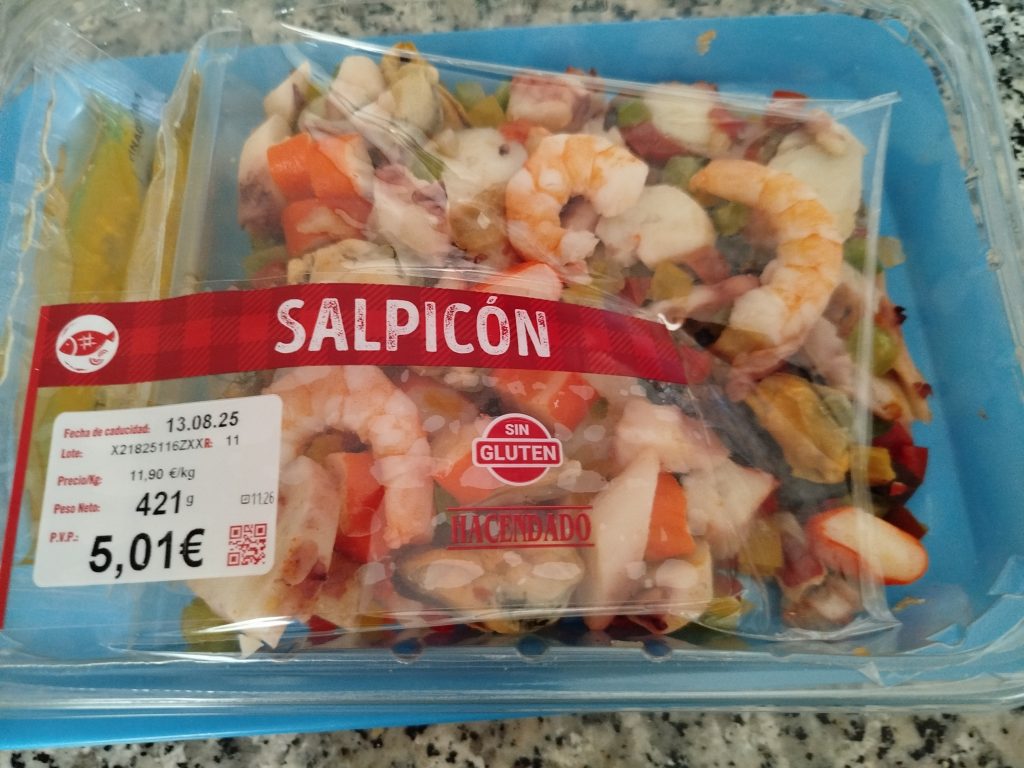 SALPICÓN
Fecha de caducidad: 13.08.25
Lote: X21825116ZXXR: 11
Precio/Kg: 11,90 €/kg
Peso Neto: 421 g
11.26
P.V.P.: 5,01€
SIN
GLUTEN
HACENDADO